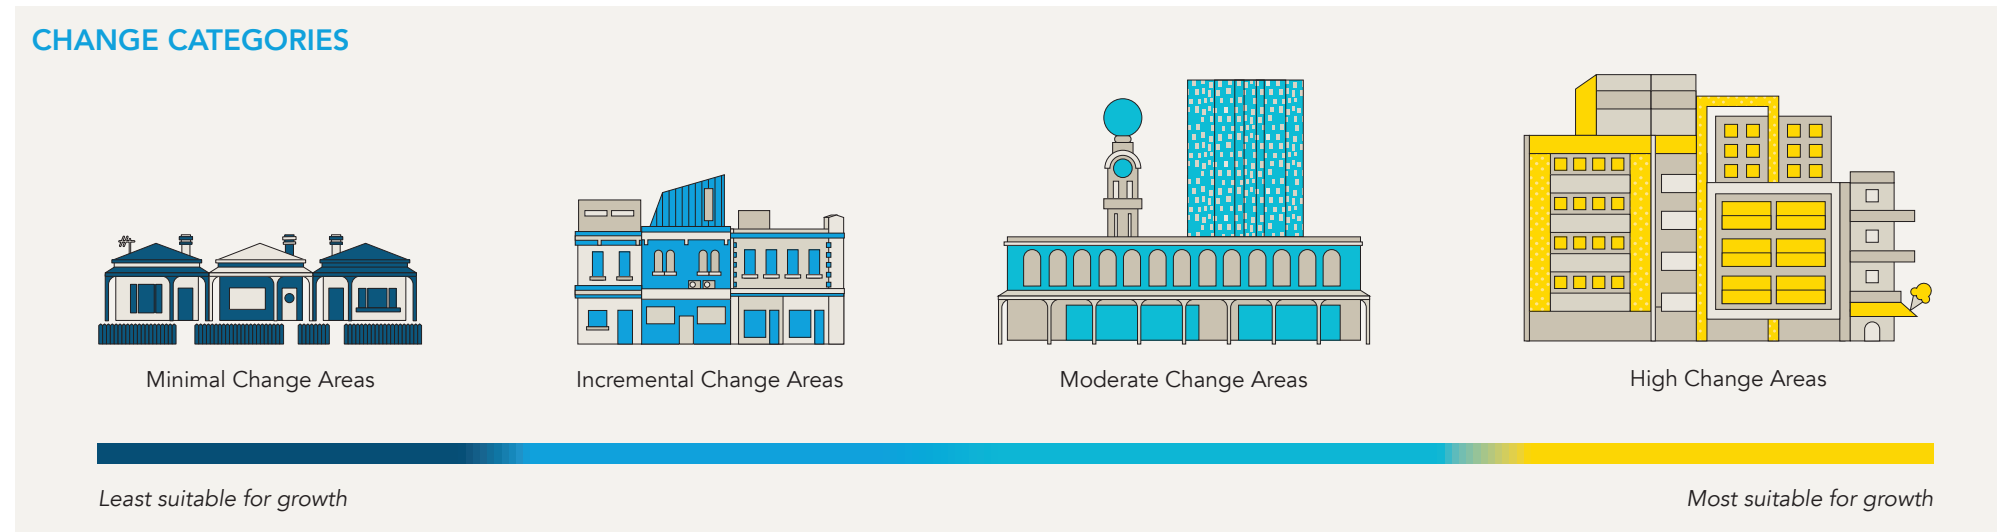 CHANGE CATEGORIES
Minimal Change Areas
Incremental Change Areas
Moderate Change Areas
High Change Areas
Least suitable for growth
Most suitable for growth